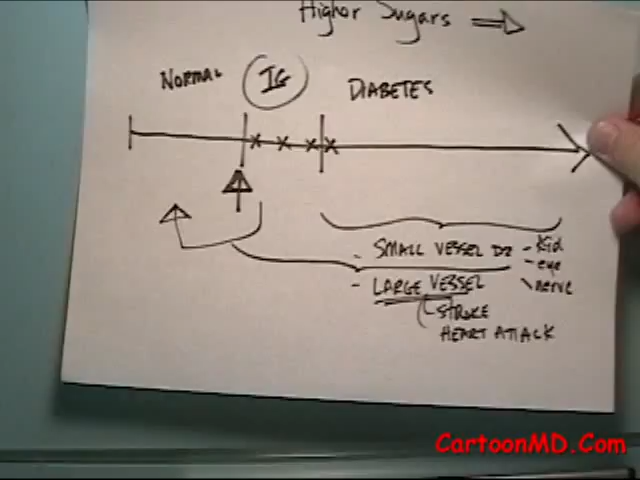 Higher Sugars
NORMAL
IG
DIABETES
- SMALL VESSEL DZ - Kid
- eye
- nerve
- LARGE VESSEL
STROKE
HEART ATTACK
CartoonMD.Com